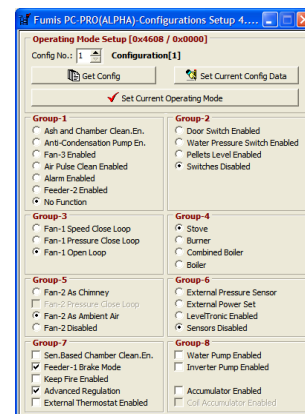 Fumis PC-PRO(ALPHA)-Configurations Setup 4....
Operating Mode Setup [0x4608 / 0x0000]
Config No.: 1 Configuration[1]
Get Config Set Current Config Data
Set Current Operating Mode
Group-1
Ash and Chamber Clean.En.
Anti-Condensation Pump En.
Fan-3 Enabled
Air Pulse Clean Enabled
Alarm Enabled
Feeder-2 Enabled
No Function
Group-2
Door Switch Enabled
Water Pressure Switch Enabled
Pellets Level Enabled
Switches Disabled
Group-3
Fan-1 Speed Close Loop
Fan-1 Pressure Close Loop
Fan-1 Open Loop
Group-4
Stove
Burner
Combined Boiler
Boiler
Group-5
Fan-2 As Chimney
Fan-2 Pressure Close Loop
Fan-2 As Ambient Air
Fan-2 Disabled
Group-6
External Pressure Sensor
External Power Set
LevelTronic Enabled
Sensors Disabled
Group-7
Sen.Based Chamber Clean.En.
Feeder-1 Brake Mode
Keep Fire Enabled
Advanced Regulation
External Thermostat Enabled
Group-8
Water Pump Enabled
Inverter Pump Enabled
Accumulator Enabled
Coil Accumulator Enabled